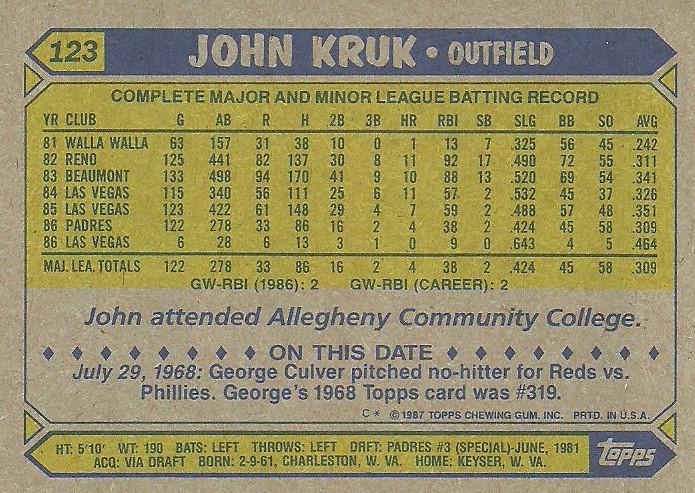 123 JOHN KRUK • OUTFIELD
COMPLETE MAJOR AND MINOR LEAGUE BATTING RECORD
YR CLUB G AB R H 2B 3B HR RBI SB SLG BB SO AVG
81 WALLA WALLA 63 157 31 38 10 0 1 13 7 .325 56 45 .242
82 RENO 125 441 82 137 30 8 11 92 17 .490 72 55 .311
83 BEAUMONT 133 498 94 170 41 9 10 88 13 .520 69 54 .341
84 LAS VEGAS 115 340 56 111 25 6 11 57 2 .532 45 37 .326
85 LAS VEGAS 123 422 61 148 29 4 7 59 2 .488 57 48 .351
86 PADRES 122 278 33 86 16 2 4 38 2 .424 45 58 .309
86 LAS VEGAS 6 28 6 13 3 1 0 9 0 .643 4 5 .464
MAJ. LEA. TOTALS 122 278 33 86 16 2 4 38 2 .424 45 58 .309
GW-RBI (1986): 2 GW-RBI (CAREER): 2
John attended Allegheny Community College.
ON THIS DATE
July 29, 1968: George Culver pitched no-hitter for Reds vs.
Phillies. George's 1968 Topps card was #319.
C* ©1987 TOPPS CHEWING GUM, INC. PRTD. IN U.S.A.
HT: 5'10" WT: 190 BATS: LEFT THROWS: LEFT DRFT: PADRES #3 (SPECIAL)-JUNE, 1981
ACQ: VIA DRAFT BORN: 2-9-61, CHARLESTON, W. VA. HOME: KEYSER, W. VA.
TOPPS